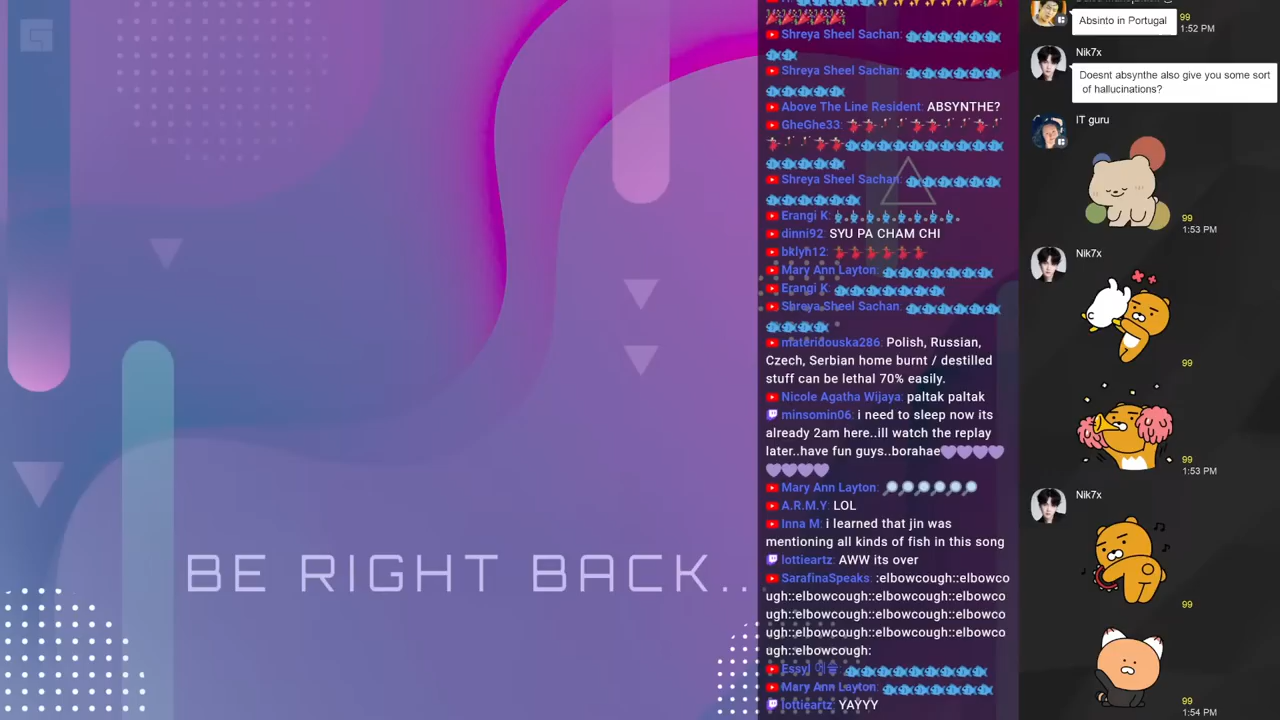 BE RIGHT BACK...
Shreya Sheel Sachan:
Shreya Sheel Sachan:
Above The Line Resident: ABSYNTHE?
GheGhe33:
Shreya Sheel Sachan:
Erangi K:
dinni92: SYU PA CHAM CHI
bklyn12:
Mary Ann Layton:
Erangi K:
Shreya Sheel Sachan:
materidouska286: Polish, Russian,
Czech, Serbian home burnt / destilled
stuff can be lethal 70% easily.
Nicole Agatha Wijaya: paltak paltak
minsomin06: i need to sleep now its
already 2am here..ill watch the replay
later..have fun guys..borahae
Mary Ann Layton:
A.R.M.Y: LOL
Inna M: i learned that jin was
mentioning all kinds of fish in this song
lottieartz: AWW its over
SarafinaSpeaks: :elbowcough::elbowco
ugh::elbowcough::elbowcough::elbowco
ugh::elbowcough::elbowcough::elbowco
ugh::elbowcough::elbowcough::elbowco
ugh::elbowcough:
Essyl
Mary Ann Layton:
lottieartz: YAYYY
Absinto in Portugal
99
1:52 PM
Nik7x
Doesnt absynthe also give you some sort
of hallucinations?
IT guru
99
1:53 PM
Nik7x
99
99
1:53 PM
Nik7x
99
99
1:54 PM